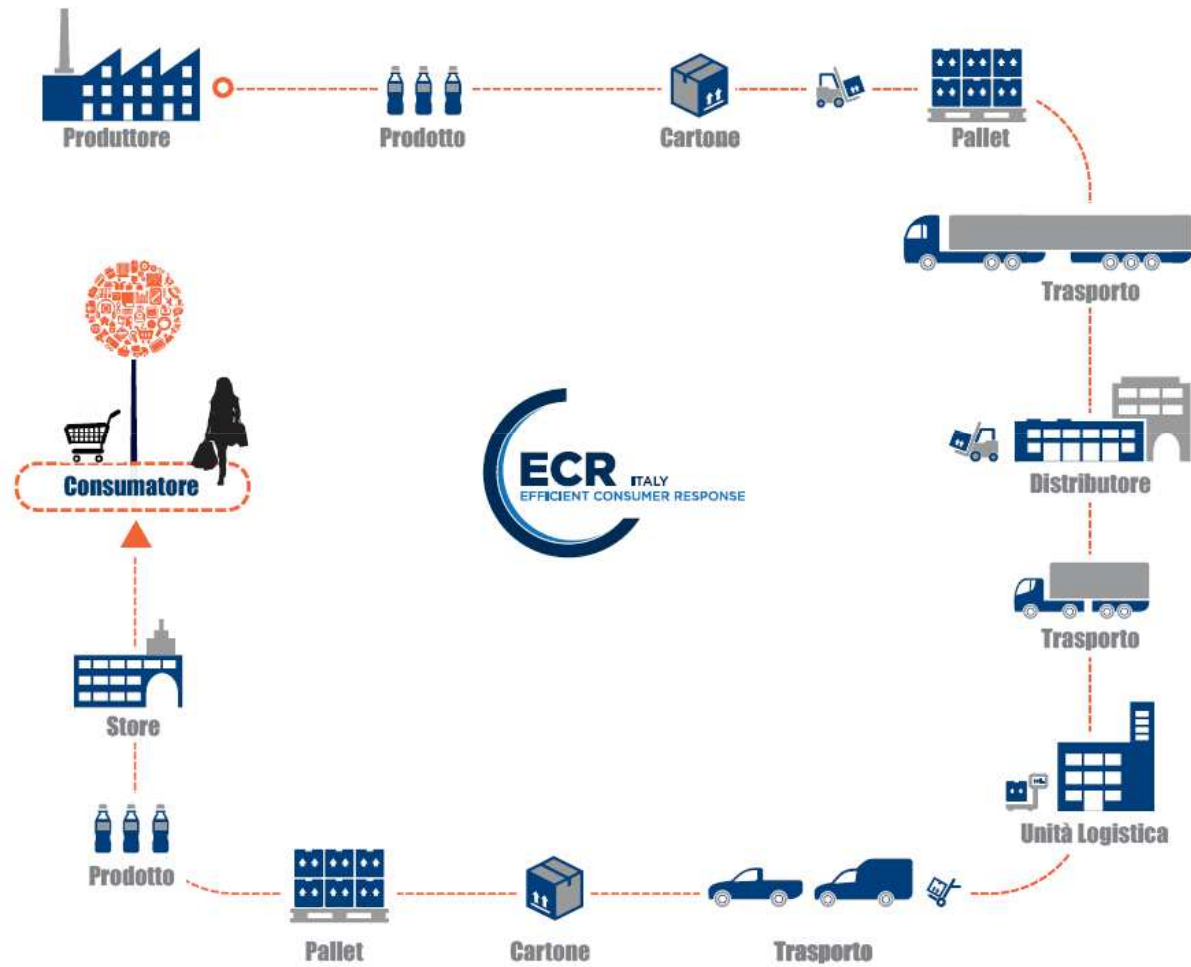 Produttore
Prodotto
Cartone
Pallet
Trasporto
Distributore
Trasporto
Unità Logistica
Trasporto
Cartone
Pallet
Prodotto
Store
Consumatore
ECR ITALY
EFFICIENT CONSUMER RESPONSE